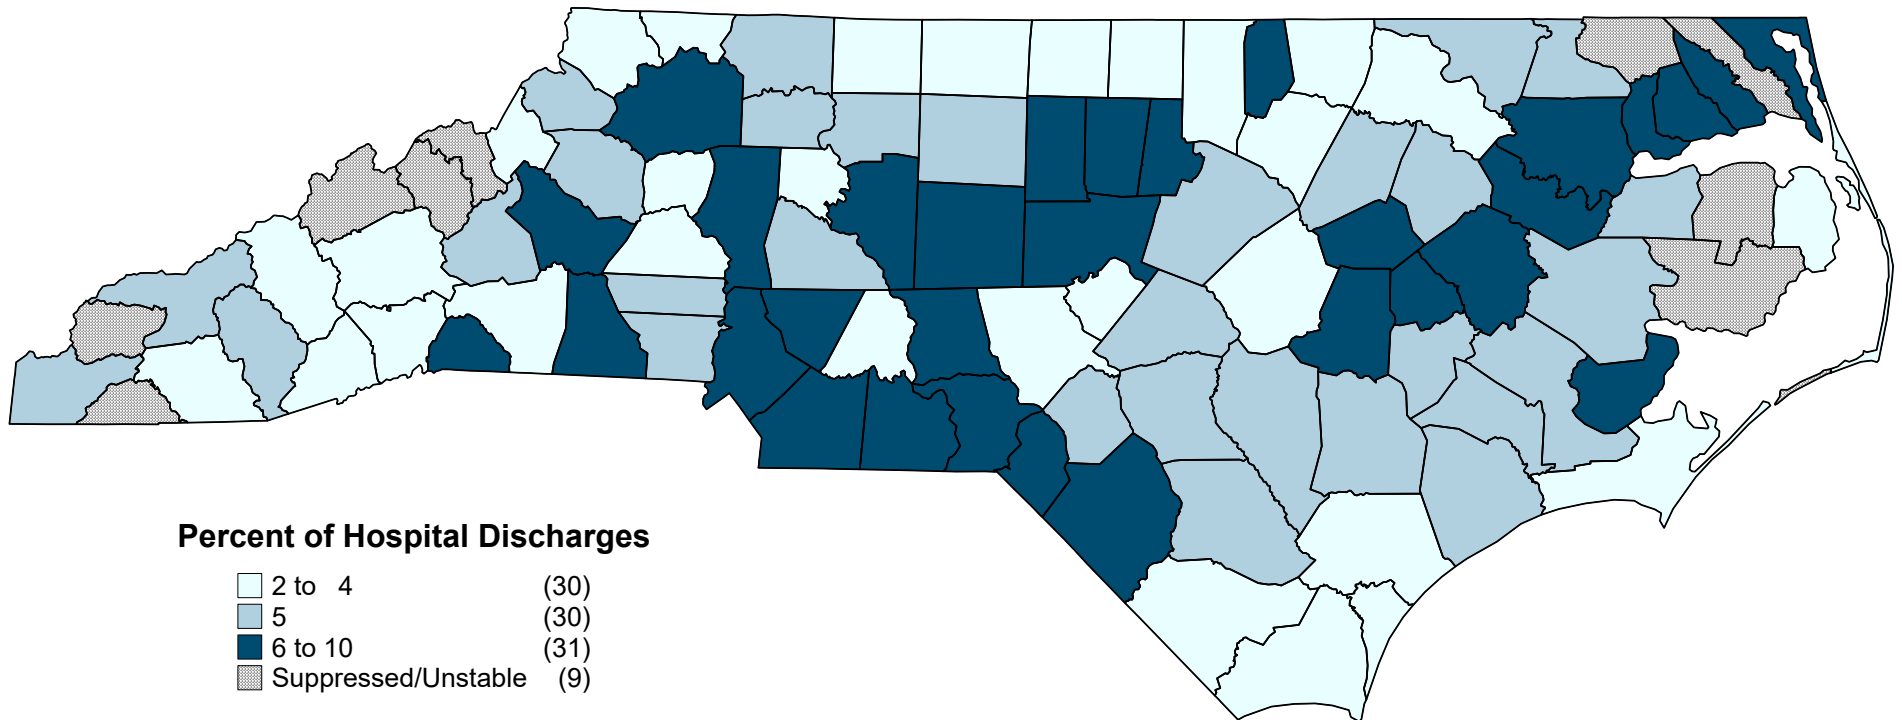 Percent of Hospital Discharges
2 to 4 (30)
5 (30)
6 to 10 (31)
Suppressed/Unstable (9)